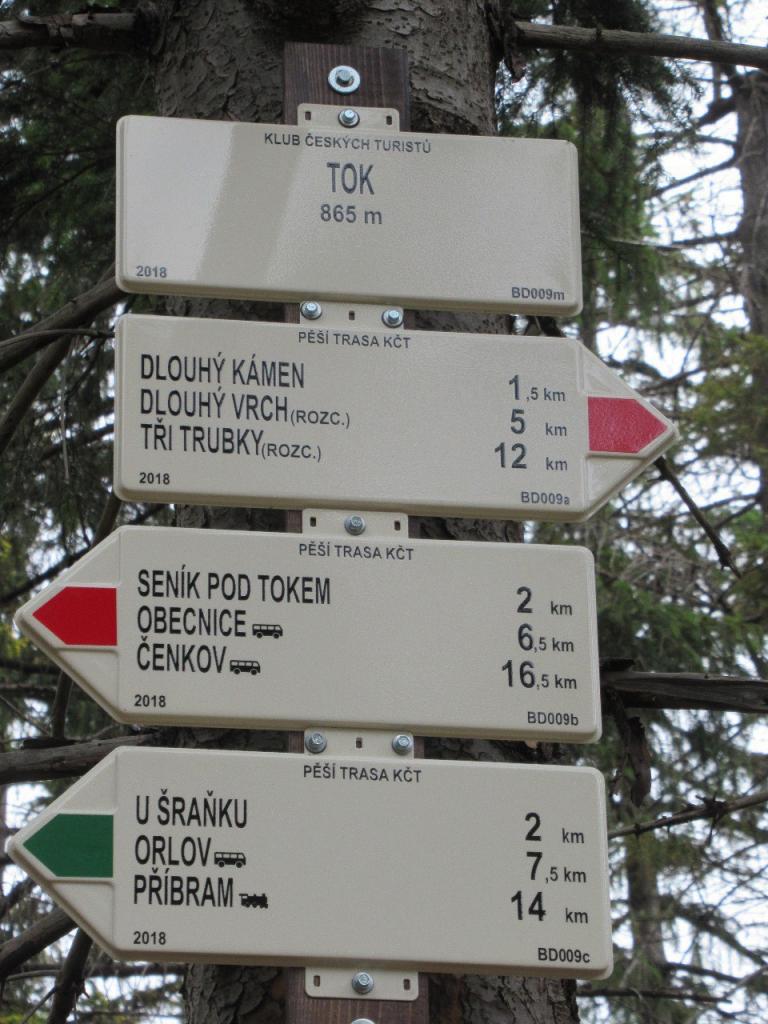 KLUB ČESKÝCH TURISTŮ
TOK
865 m
2018 BD009m
PĚŠÍ TRASA KČT
DLOUHÝ KÁMEN 1,5 km
DLOUHÝ VRCH (ROZC.) 5 km
TŘI TRUBKY (ROZC.) 12 km
2018 BD009a
PĚŠÍ TRASA KČT
SENÍK POD TOKEM 2 km
OBECNICE 6,5 km
ČENKOV 16,5 km
2018 BD009b
PĚŠÍ TRASA KČT
U ŠRAŇKU 2 km
ORLOV 7,5 km
PŘÍBRAM 14 km
2018 BD009c